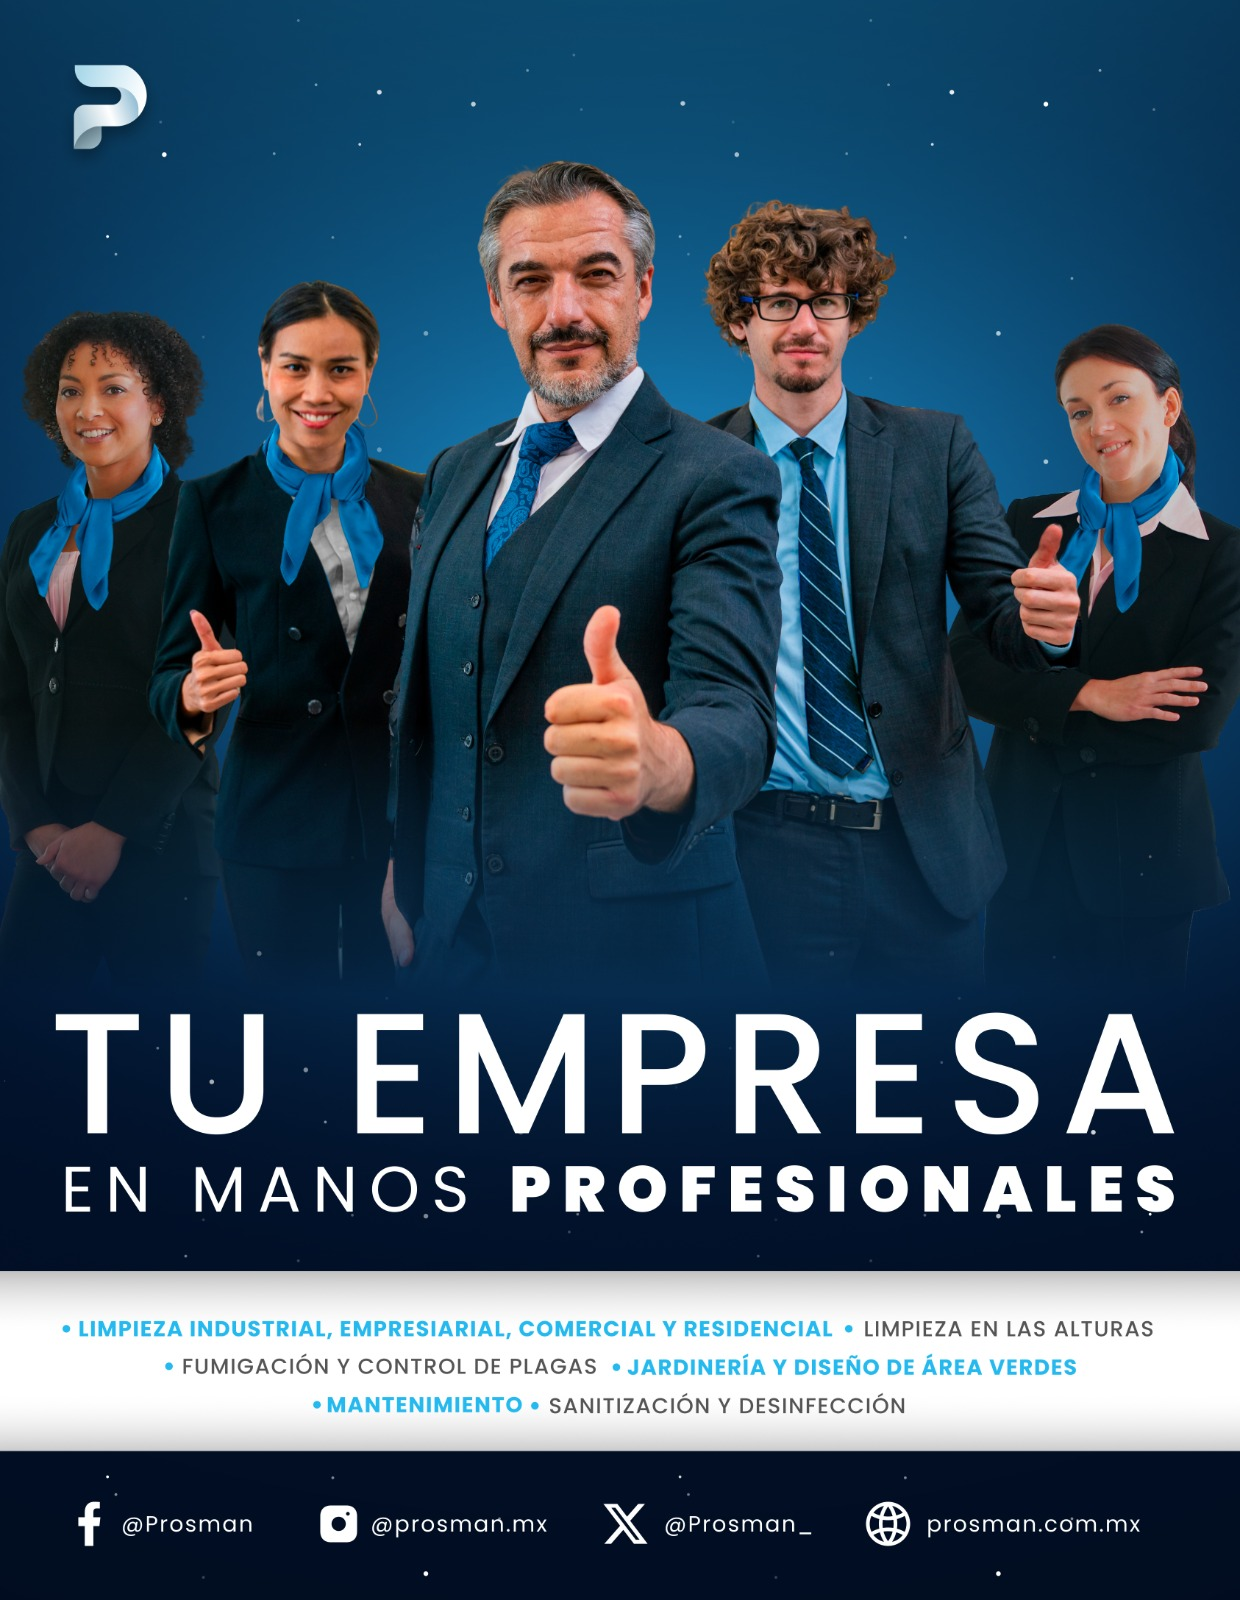 P
TU EMPRESA
EN MANOS PROFESIONALES
• LIMPIEZA INDUSTRIAL, EMPRESIARIAL, COMERCIAL Y RESIDENCIAL • LIMPIEZA EN LAS ALTURAS
• FUMIGACIÓN Y CONTROL DE PLAGAS • JARDINERÍA Y DISEÑO DE ÁREA VERDES
• MANTENIMIENTO • SANITIZACIÓN Y DESINFECCIÓN
@Prosman @prosman.mx @Prosman_ prosman.com.mx